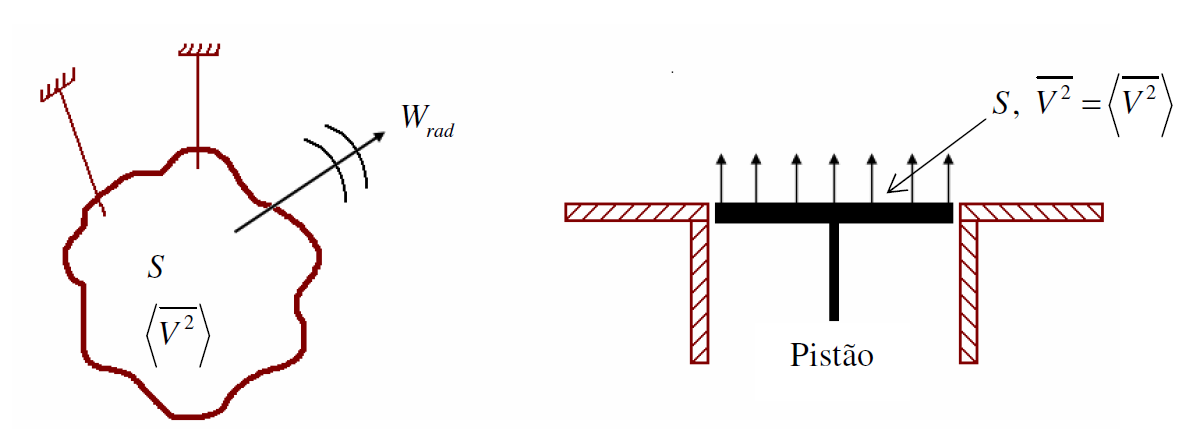 W_rad
S
⟨V̅²⟩
S, V̅² = ⟨V̅²⟩
Pistão